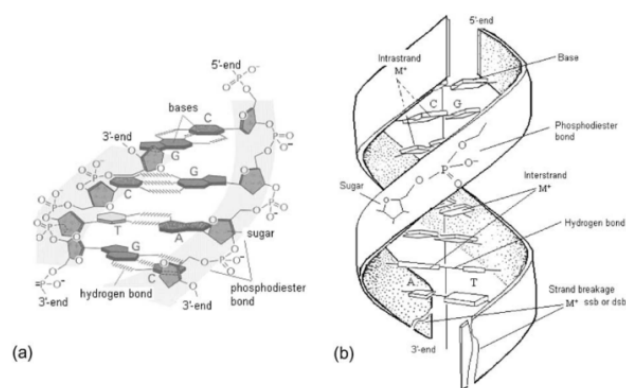 5'-end
O
P
O⁻
bases
C
3'-end
G
G
C
T
A
sugar
G
hydrogen bond
C
phosphodiester
bond
3'-end
3'-end
(a)
5'-end
Intrastrand
M⁺
Base
C G
Phosphodiester
bond
O
P
O
Sugar
Interstrand
M⁺
Hydrogen bond
A T
Strand breakage
M⁺ ssb or dsb
3'-end
(b)